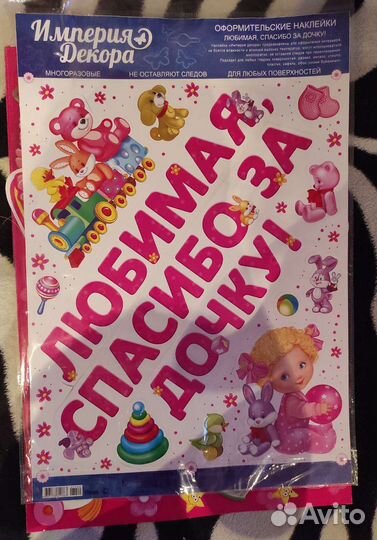 Империя
Декора
ОФОРМИТЕЛЬСКИЕ НАКЛЕЙКИ
ЛЮБИМАЯ, СПАСИБО ЗА ДОЧКУ!
МНОГОРАЗОВЫЕ
НЕ ОСТАВЛЯЮТ СЛЕДОВ
ДЛЯ ЛЮБЫХ ПОВЕРХНОСТЕЙ
ЛЮБИМАЯ,
СПАСИБО ЗА
ДОЧКУ!
Avito